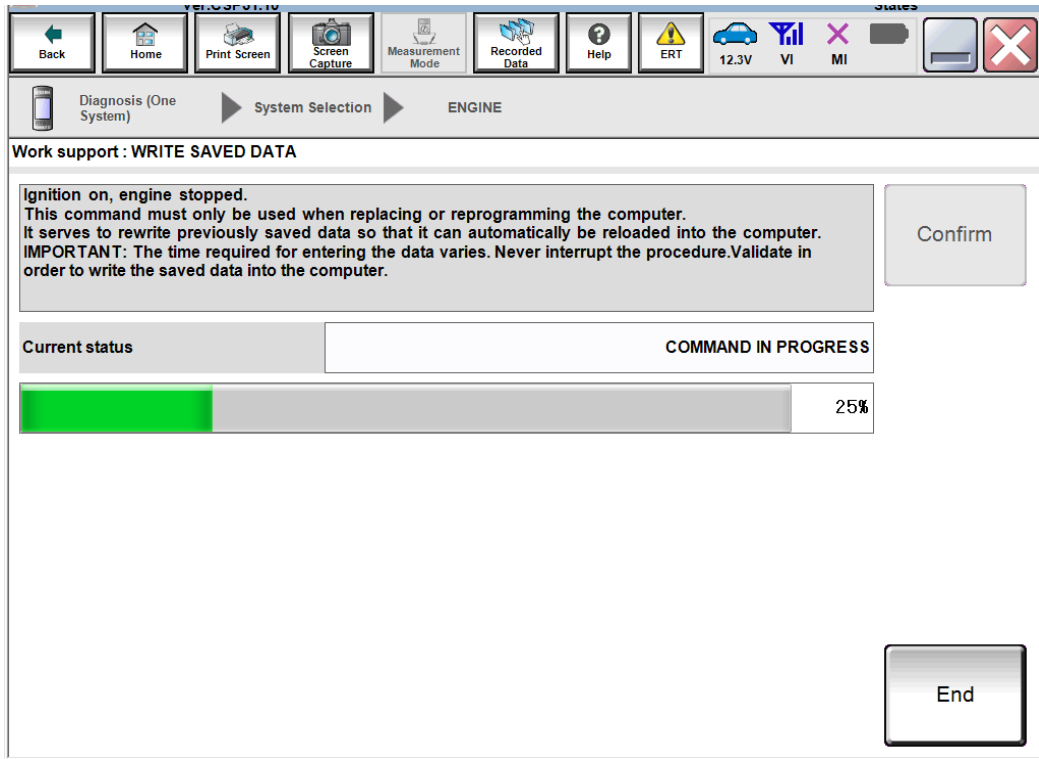 Back
Home
Print Screen
Screen
Capture
Measurement
Mode
Recorded
Data
Help
ERT
12.3V
VI
MI
Diagnosis (One
System)
System Selection
ENGINE
Work support : WRITE SAVED DATA
Ignition on, engine stopped.
This command must only be used when replacing or reprogramming the computer.
It serves to rewrite previously saved data so that it can automatically be reloaded into the computer.
IMPORTANT: The time required for entering the data varies. Never interrupt the procedure.Validate in
order to write the saved data into the computer.
Confirm
Current status
COMMAND IN PROGRESS
25%
End